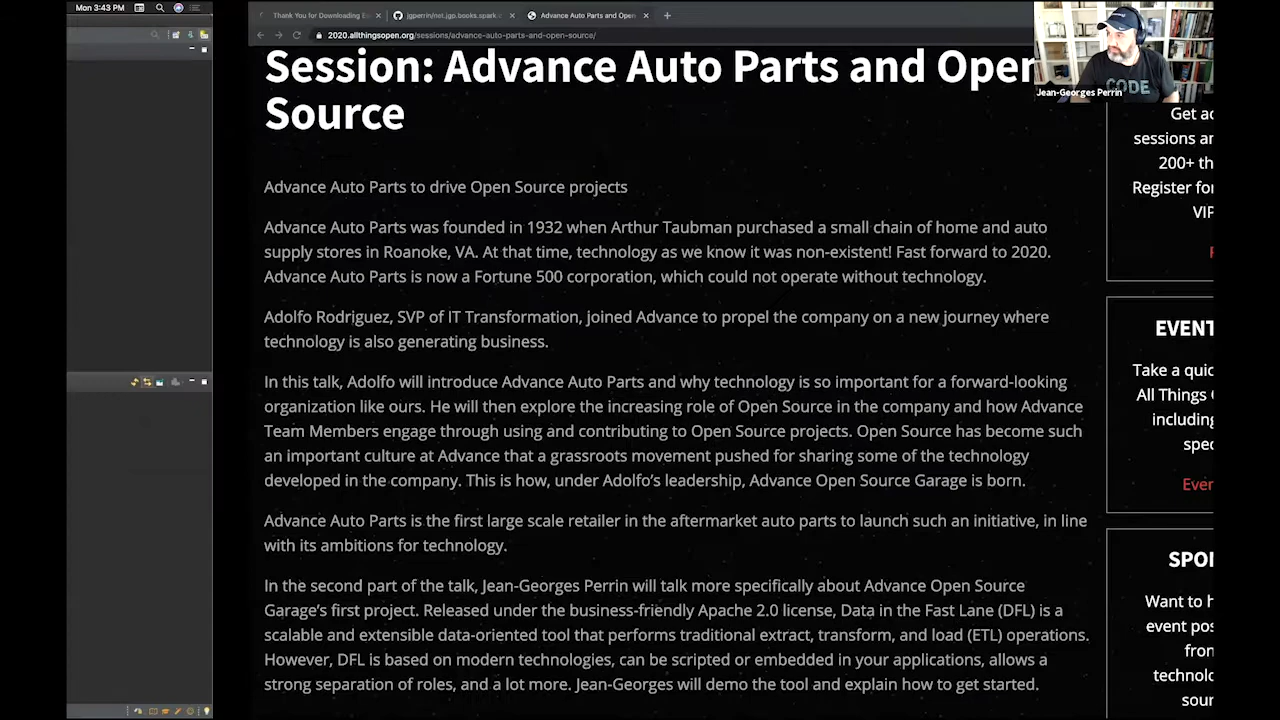 Mon 3:43 PM
Thank You for Downloading
jgperrin/net.jgp.books.spark
Advance Auto Parts and Open
2020.allthingsopen.org/sessions/advance-auto-parts-and-open-source/
Session: Advance Auto Parts and Open
Source
CODE
Jean-Georges Perrin
Advance Auto Parts to drive Open Source projects
Advance Auto Parts was founded in 1932 when Arthur Taubman purchased a small chain of home and auto
supply stores in Roanoke, VA. At that time, technology as we know it was non-existent! Fast forward to 2020.
Advance Auto Parts is now a Fortune 500 corporation, which could not operate without technology.
Adolfo Rodriguez, SVP of IT Transformation, joined Advance to propel the company on a new journey where
technology is also generating business.
In this talk, Adolfo will introduce Advance Auto Parts and why technology is so important for a forward-looking
organization like ours. He will then explore the increasing role of Open Source in the company and how Advance
Team Members engage through using and contributing to Open Source projects. Open Source has become such
an important culture at Advance that a grassroots movement pushed for sharing some of the technology
developed in the company. This is how, under Adolfo's leadership, Advance Open Source Garage is born.
Advance Auto Parts is the first large scale retailer in the aftermarket auto parts to launch such an initiative, in line
with its ambitions for technology.
In the second part of the talk, Jean-Georges Perrin will talk more specifically about Advance Open Source
Garage's first project. Released under the business-friendly Apache 2.0 license, Data in the Fast Lane (DFL) is a
scalable and extensible data-oriented tool that performs traditional extract, transform, and load (ETL) operations.
However, DFL is based on modern technologies, can be scripted or embedded in your applications, allows a
strong separation of roles, and a lot more. Jean-Georges will demo the tool and explain how to get started.
Get ac
sessions ar
200+ th
Register for
VIP
EVENT
Take a quic
All Things
including
spec
Even
SPO
Want to h
event pos
from
technolo
sour